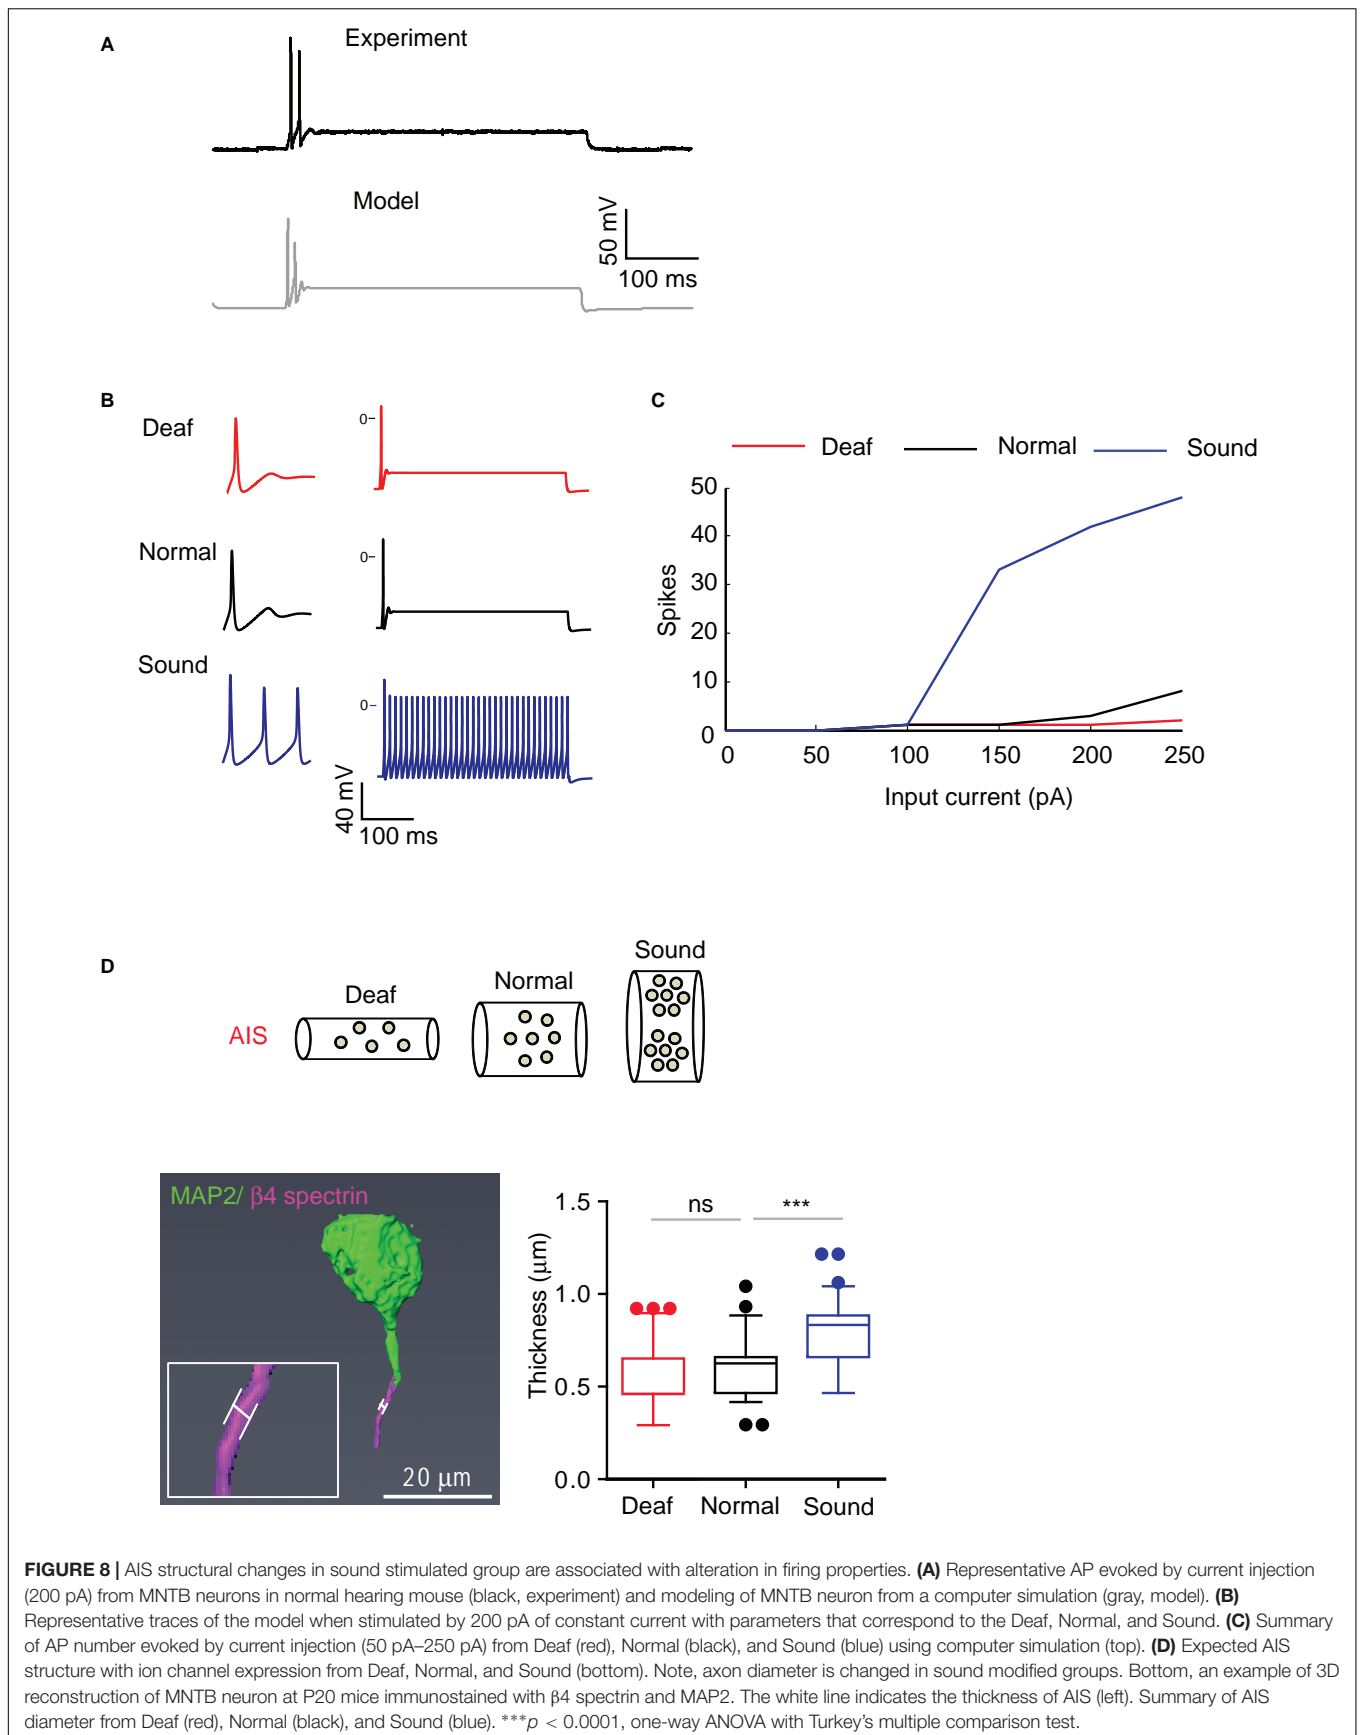 A
Experiment
Model
50 mV
100 ms
B
Deaf
0
Normal
0
Sound
0
40 mV
100 ms
C
Deaf
Normal
Sound
50
40
30
20
10
0
Spikes
0
50
100
150
200
250
Input current (pA)
D
Deaf
Normal
Sound
AIS
MAP2/ β4 spectrin
20 μm
1.5
1.0
0.5
0.0
Thickness (μm)
ns
***
Deaf
Normal
Sound
FIGURE 8 | AIS structural changes in sound stimulated group are associated with alteration in firing properties. (A) Representative AP evoked by current injection
(200 pA) from MNTB neurons in normal hearing mouse (black, experiment) and modeling of MNTB neuron from a computer simulation (gray, model). (B)
Representative traces of the model when stimulated by 200 pA of constant current with parameters that correspond to the Deaf, Normal, and Sound. (C) Summary
of AP number evoked by current injection (50 pA–250 pA) from Deaf (red), Normal (black), and Sound (blue) using computer simulation (top). (D) Expected AIS
structure with ion channel expression from Deaf, Normal, and Sound (bottom). Note, axon diameter is changed in sound modified groups. Bottom, an example of 3D
reconstruction of MNTB neuron at P20 mice immunostained with β4 spectrin and MAP2. The white line indicates the thickness of AIS (left). Summary of AIS
diameter from Deaf (red), Normal (black), and Sound (blue). ***p < 0.0001, one-way ANOVA with Turkey's multiple comparison test.